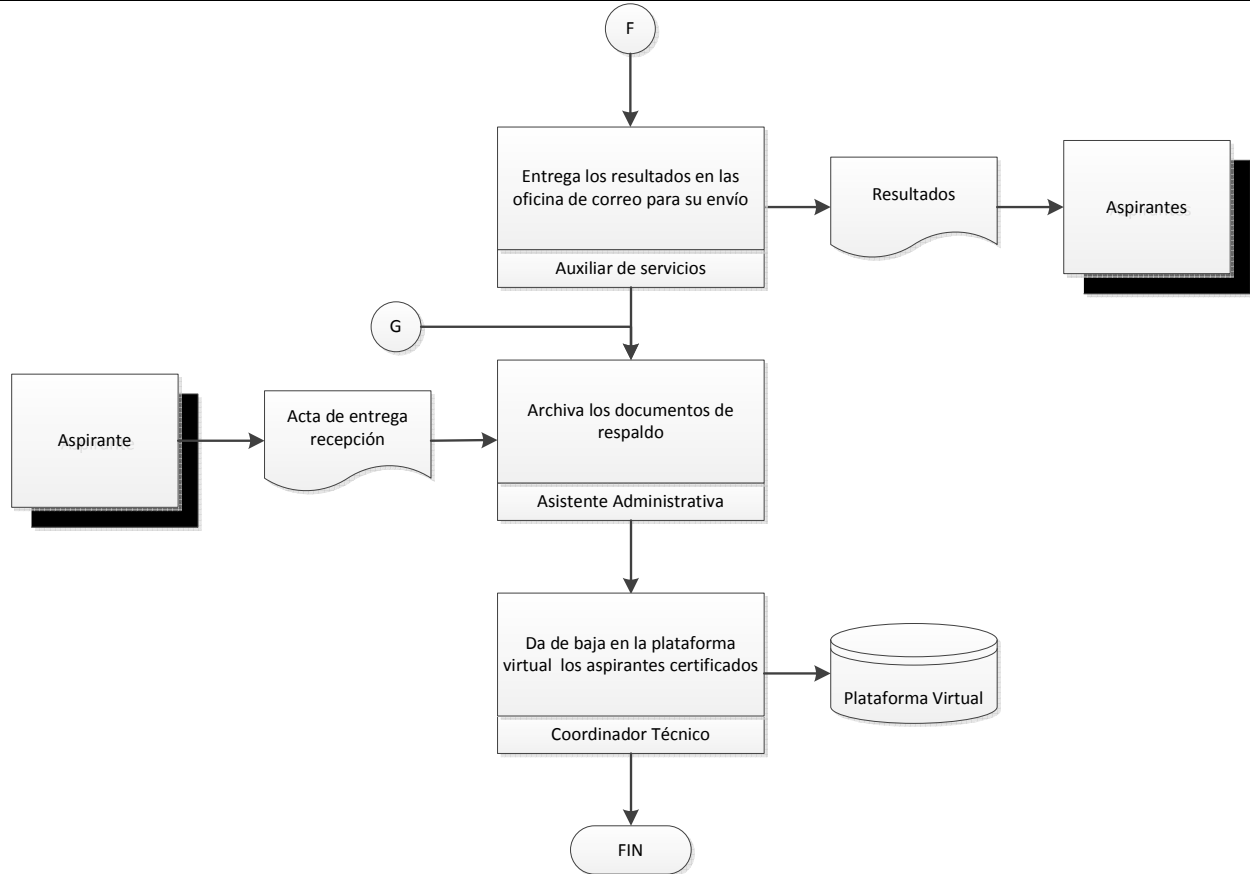 F
Entrega los resultados en las
oficina de correo para su envío
Auxiliar de servicios
Resultados
Aspirantes
G
Aspirante
Acta de entrega
recepción
Archiva los documentos de
respaldo
Asistente Administrativa
Da de baja en la plataforma
virtual los aspirantes certificados
Coordinador Técnico
Plataforma Virtual
FIN